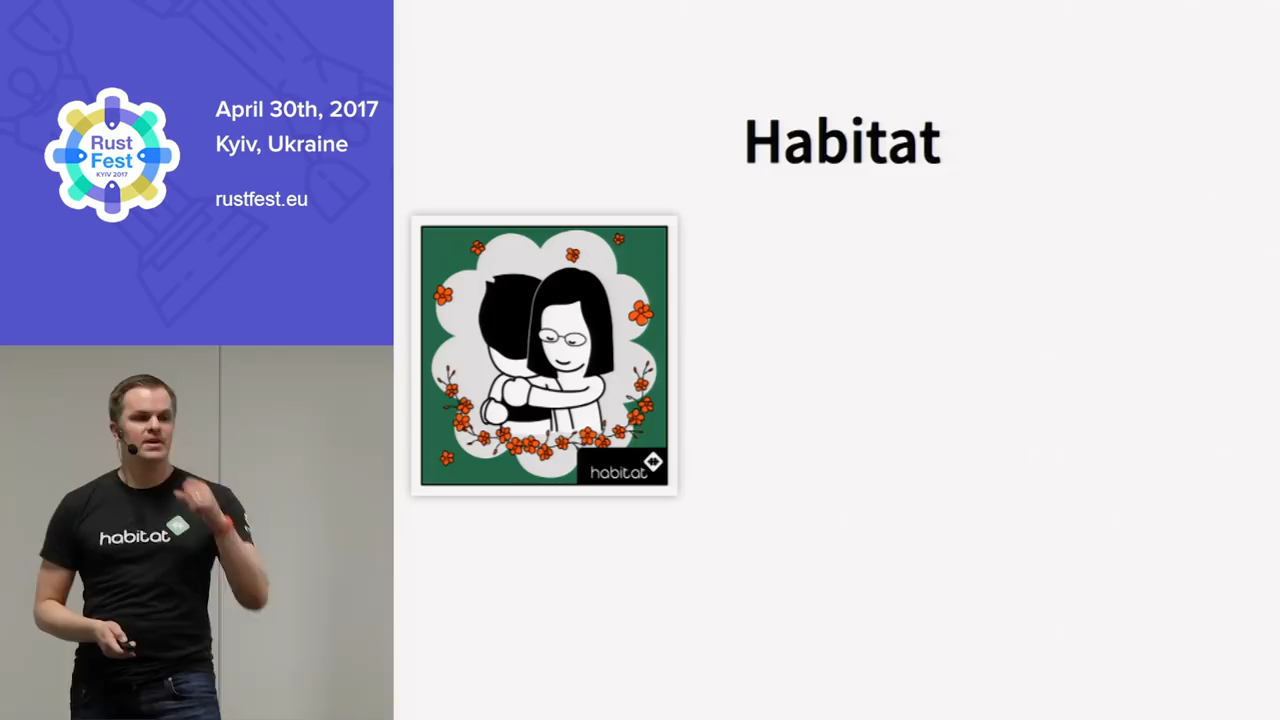 April 30th, 2017
Kyiv, Ukraine
rustfest.eu
Rust
Fest
KYIV 2017
Habitat
habitat
habitat